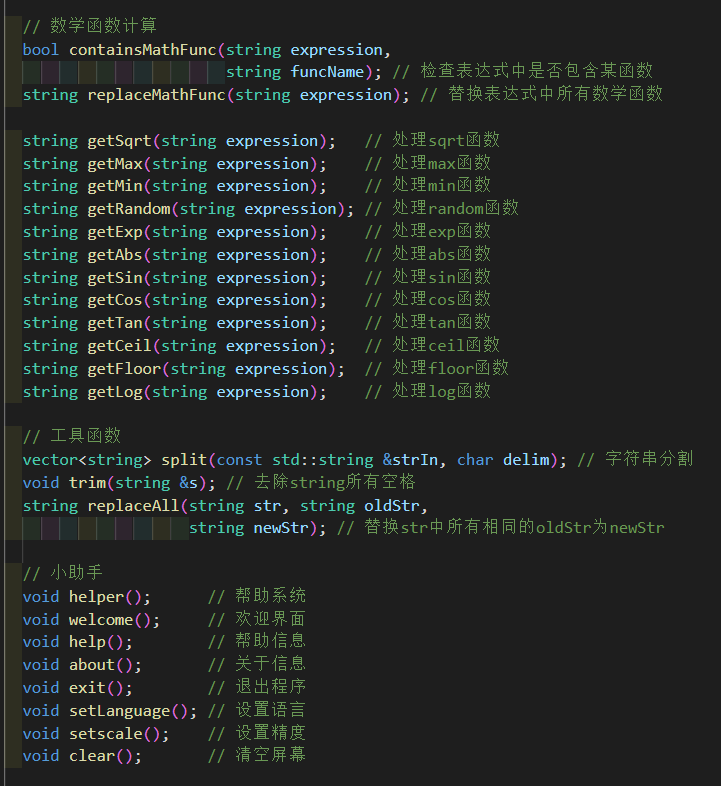 // 数学函数计算
bool containsMathFunc(string expression,
string funcName); // 检查表达式中是否包含某函数
string replaceMathFunc(string expression); // 替换表达式中所有数学函数
string getSqrt(string expression); // 处理sqrt函数
string getMax(string expression); // 处理max函数
string getMin(string expression); // 处理min函数
string getRandom(string expression); // 处理random函数
string getExp(string expression); // 处理exp函数
string getAbs(string expression); // 处理abs函数
string getSin(string expression); // 处理sin函数
string getCos(string expression); // 处理cos函数
string getTan(string expression); // 处理tan函数
string getCeil(string expression); // 处理ceil函数
string getFloor(string expression); // 处理floor函数
string getLog(string expression); // 处理log函数
// 工具函数
vector<string> split(const std::string &strIn, char delim); // 字符串分割
void trim(string &s); // 去除string所有空格
string replaceAll(string str, string oldStr,
string newStr); // 替换str中所有相同的oldStr为newStr
// 小助手
void helper(); // 帮助系统
void welcome(); // 欢迎界面
void help(); // 帮助信息
void about(); // 关于信息
void exit(); // 退出程序
void setLanguage(); // 设置语言
void setscale(); // 设置精度
void clear(); // 清空屏幕